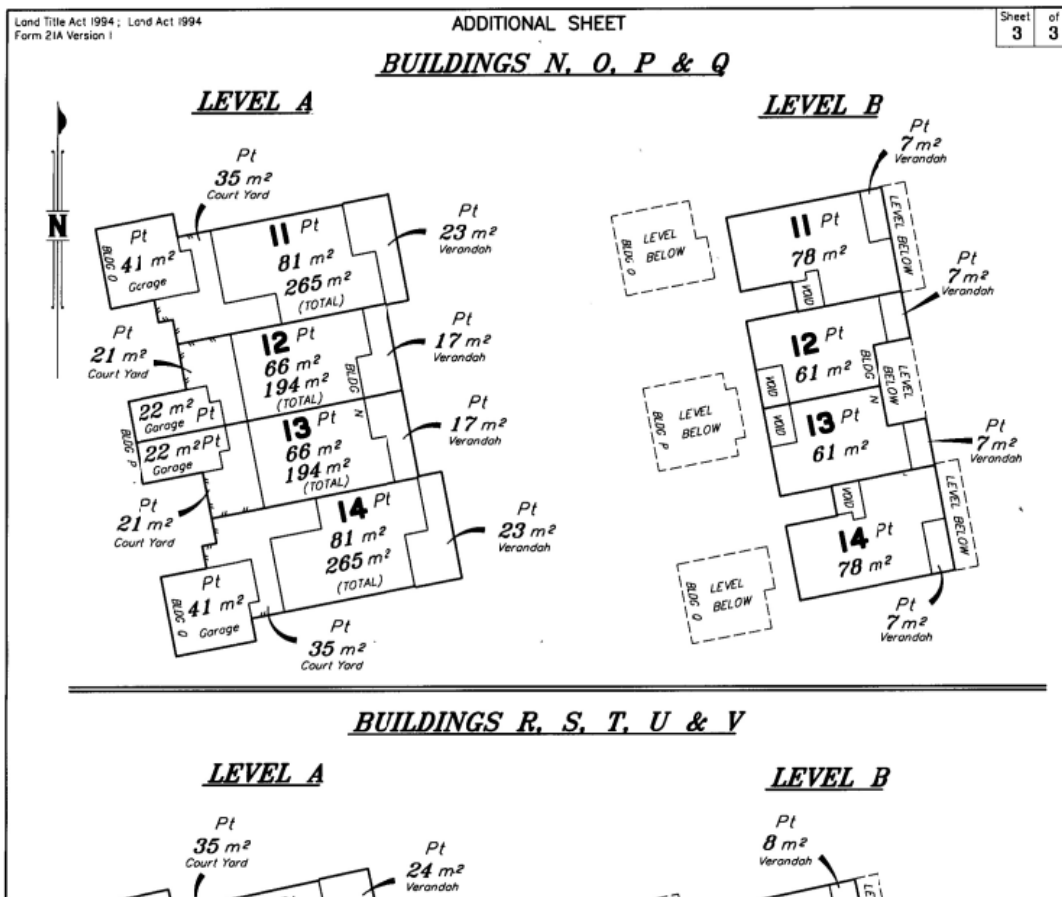 Land Title Act 1994 ; Land Act 1994
Form 21A Version 1
ADDITIONAL SHEET
Sheet of
3 3
BUILDINGS N, O, P & Q
LEVEL A
N
Pt
35 m²
Court Yard
BLDG O
Pt
41 m²
Garage
11 Pt
81 m²
265 m²
(TOTAL)
Pt
23 m²
Verandah
Pt
21 m²
Court Yard
12 Pt
66 m²
194 m²
(TOTAL)
BLDG N
Pt
17 m²
Verandah
BLDG P
22 m² Pt
Garage
22 m² Pt
Garage
13 Pt
66 m²
194 m²
(TOTAL)
Pt
17 m²
Verandah
Pt
21 m²
Court Yard
14 Pt
81 m²
265 m²
(TOTAL)
Pt
23 m²
Verandah
BLDG Q
Pt
41 m²
Garage
Pt
35 m²
Court Yard
LEVEL B
Pt
7 m²
Verandah
BLDG O
LEVEL
BELOW
11 Pt
78 m²
VOID
LEVEL BELOW
Pt
7 m²
Verandah
12 Pt
61 m²
VOID
BLDG N
LEVEL
BELOW
BLDG P
LEVEL
BELOW
VOID
13 Pt
61 m²
Pt
7 m²
Verandah
VOID
14 Pt
78 m²
LEVEL BELOW
BLDG Q
LEVEL
BELOW
Pt
7 m²
Verandah
BUILDINGS R, S, T, U & V
LEVEL A
Pt
35 m²
Court Yard
Pt
24 m²
Verandah
LEVEL B
Pt
8 m²
Verandah